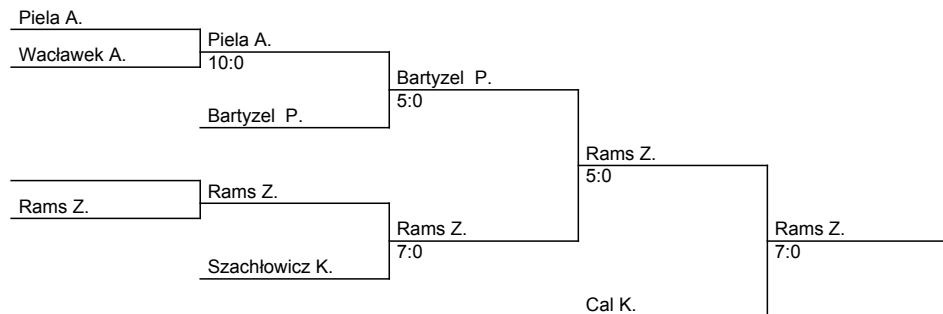 Piela A.
Wacławek A.
Piela A.
10:0
Bartyzel P.
Bartyzel P.
5:0
Rams Z.
Rams Z.
Szachłowicz K.
Rams Z.
7:0
Rams Z.
5:0
Cal K.
Rams Z.
7:0